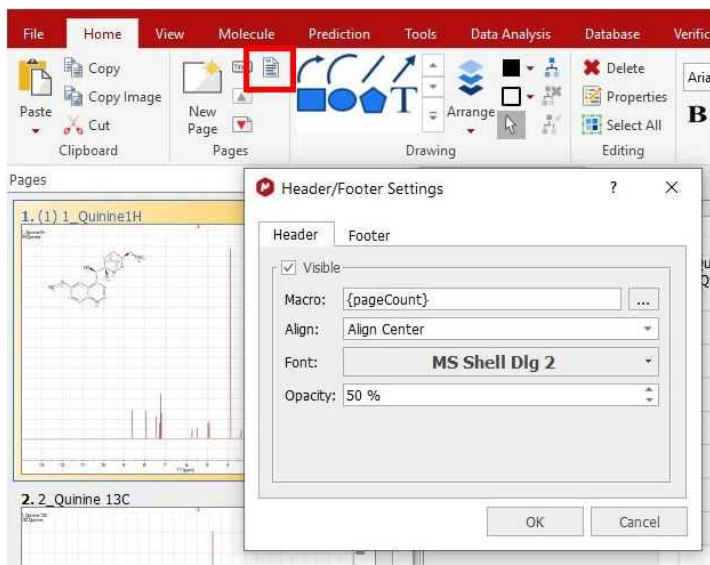 File Home View Molecule Prediction Tools Data Analysis Database Verific
Copy
Copy Image
Cut
Paste
Clipboard
New
Page
Pages
T
Arrange
Drawing
Delete
Properties
Select All
Editing
Aria
B
Pages
1. (1) 1_Quinine1H
Header/Footer Settings ? X
Header Footer
Visible
Macro: {pageCount} ...
Align: Align Center
Font: MS Shell Dlg 2
Opacity: 50 %
OK Cancel
2. 2_Quinine 13C